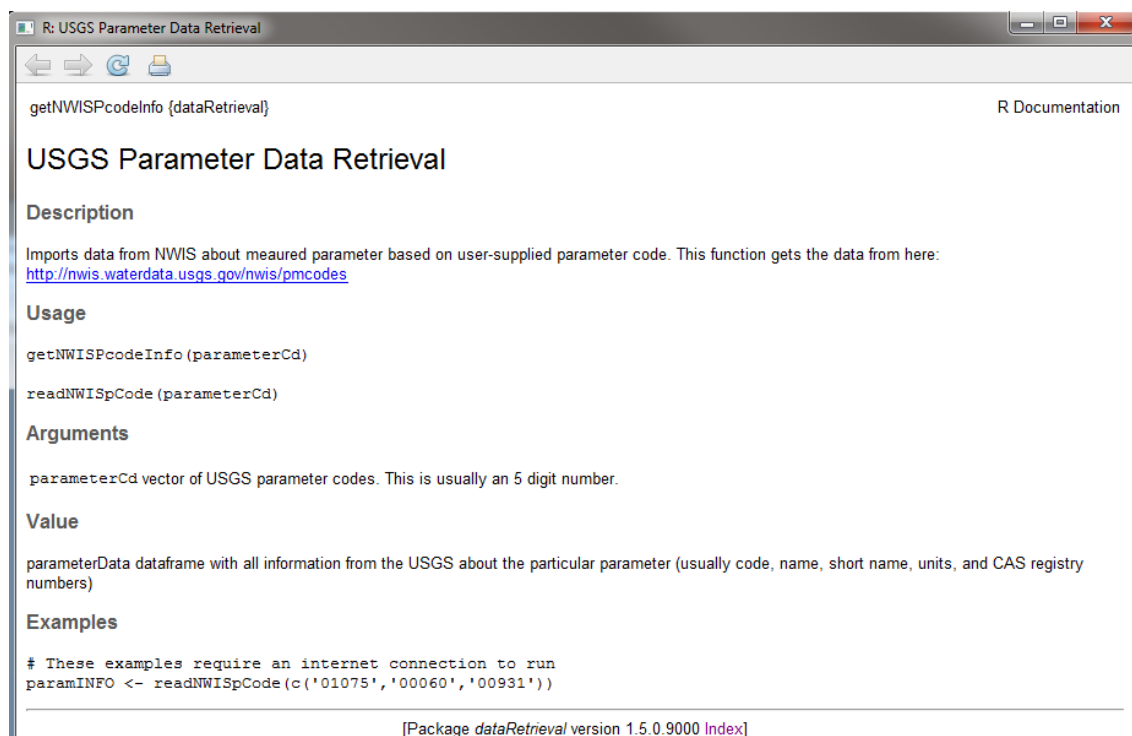 R: USGS Parameter Data Retrieval
getNWISPcodeInfo {dataRetrieval}
R Documentation
USGS Parameter Data Retrieval
Description
Imports data from NWIS about meaured parameter based on user-supplied parameter code. This function gets the data from here:
http://nwis.waterdata.usgs.gov/nwis/pmcodes
Usage
getNWISPcodeInfo(parameterCd)
readNWISpCode(parameterCd)
Arguments
parameterCd vector of USGS parameter codes. This is usually an 5 digit number.
Value
parameterData dataframe with all information from the USGS about the particular parameter (usually code, name, short name, units, and CAS registry
numbers)
Examples
# These examples require an internet connection to run
paramINFO <- readNWISpCode(c('01075','00060','00931'))
[Package dataRetrieval version 1.5.0.9000 Index]